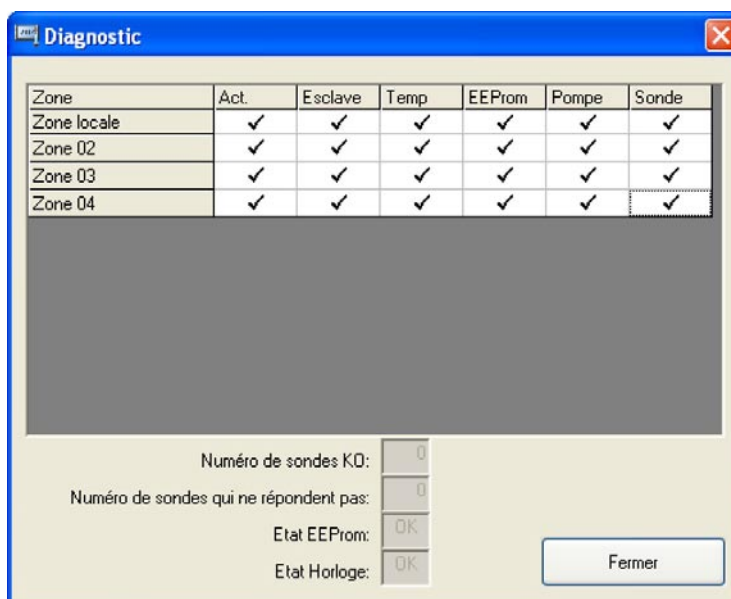 Diagnostic
Zone Act. Esclave Temp EEProm Pompe Sonde
Zone locale ✓ ✓ ✓ ✓ ✓ ✓
Zone 02 ✓ ✓ ✓ ✓ ✓ ✓
Zone 03 ✓ ✓ ✓ ✓ ✓ ✓
Zone 04 ✓ ✓ ✓ ✓ ✓ ✓
Numéro de sondes KO: 0
Numéro de sondes qui ne répondent pas: 0
Etat EEProm: OK
Etat Horloge: OK
Fermer